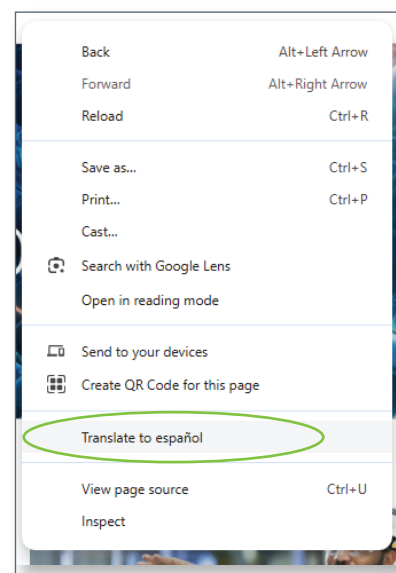 Back Alt+Left Arrow
Forward Alt+Right Arrow
Reload Ctrl+R
Save as... Ctrl+S
Print... Ctrl+P
Cast...
Search with Google Lens
Open in reading mode
Send to your devices
Create QR Code for this page
Translate to español
View page source Ctrl+U
Inspect